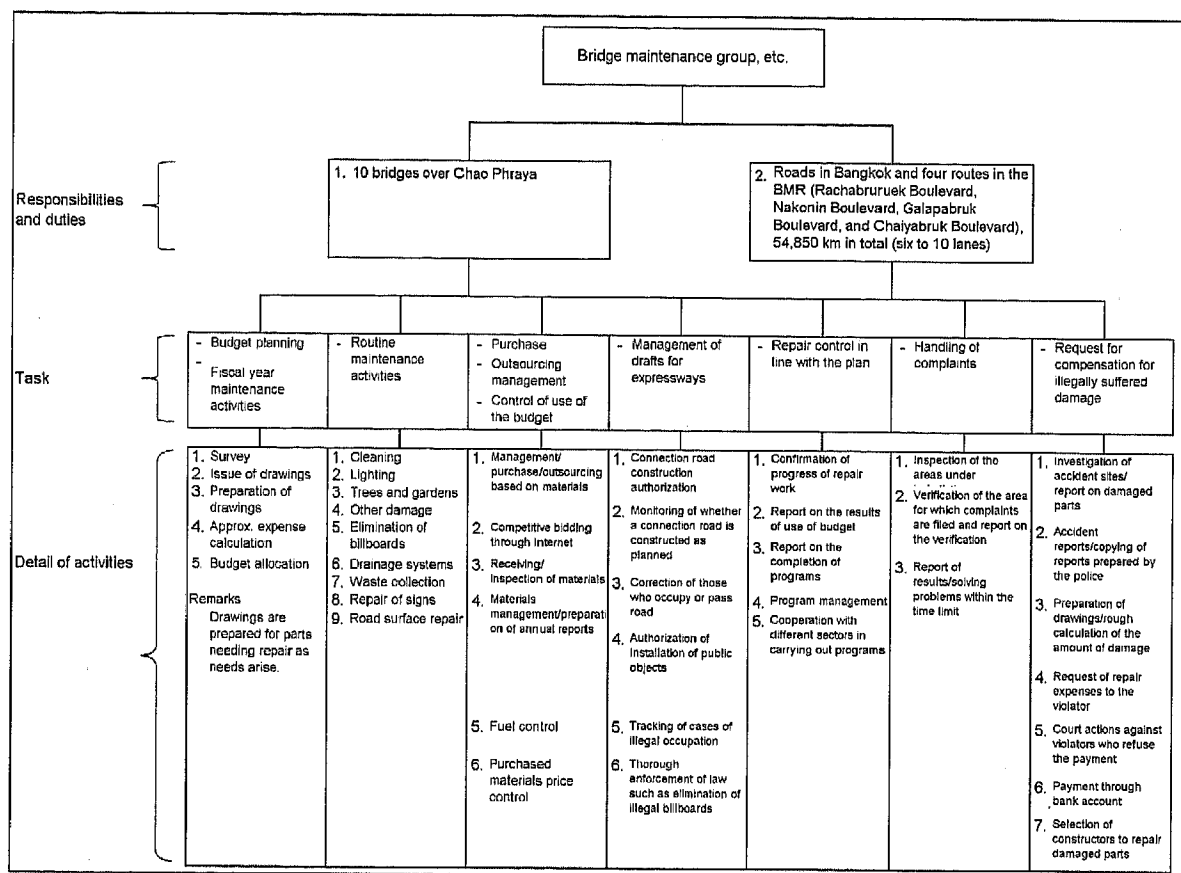 Bridge maintenance group, etc.
Responsibilities
and duties
1. 10 bridges over Chao Phraya
2. Roads in Bangkok and four routes in the
BMR (Rachabruruek Boulevard,
Nakonin Boulevard, Galapabruk
Boulevard, and Chaiyabruk Boulevard),
54,850 km in total (six to 10 lanes)
Task
- Budget planning
-
Fiscal year
maintenance
activities
- Routine
maintenance
activities
- Purchase
- Outsourcing
management
- Control of use of
the budget
- Management of
drafts for
expressways
- Repair control in
line with the plan
- Handling of
complaints
- Request for
compensation for
illegally suffered
damage
Detail of activities
1. Survey
2. Issue of drawings
3. Preparation of
drawings
4. Approx. expense
calculation
5. Budget allocation
Remarks
Drawings are
prepared for parts
needing repair as
needs arise.
1. Cleaning
2. Lighting
3. Trees and gardens
4. Other damage
5. Elimination of
billboards
6. Drainage systems
7. Waste collection
8. Repair of signs
9. Road surface repair
1. Management/
purchase/outsourcing
based on materials
2. Competitive bidding
through Internet
3. Receiving/
Inspection of materials
4. Materials
management/preparati
on of annual reports
5. Fuel control
6. Purchased
materials price
control
1. Connection road
construction
authorization
2. Monitoring of whether
a connection road is
constructed as
planned
3. Correction of those
who occupy or pass
road
4. Authorization of
Installation of public
objects
5. Tracking of cases of
illegal occupation
6. Thorough
enforcement of law
such as elimination of
illegal billboards
1. Confirmation of
progress of repair
work
2. Report on the results
of use of budget
3. Report on the
completion of
programs
4. Program management
5. Cooperation with
different sectors in
carrying out programs
1. Inspection of the
areas under
2. Verification of the area
for which complaints
are filed and report on
the verification
3. Report of
results/solving
problems within the
time limit
1. Investigation of
accident sites/
report on damaged
parts
2. Accident
reports/copying of
reports prepared by
the police
3. Preparation of
drawings/rough
calculation of the
amount of damage
4. Request of repair
expenses to the
violator
5. Court actions against
violators who refuse
the payment
6. Payment through
bank account
7. Selection of
constructors to repair
damaged parts